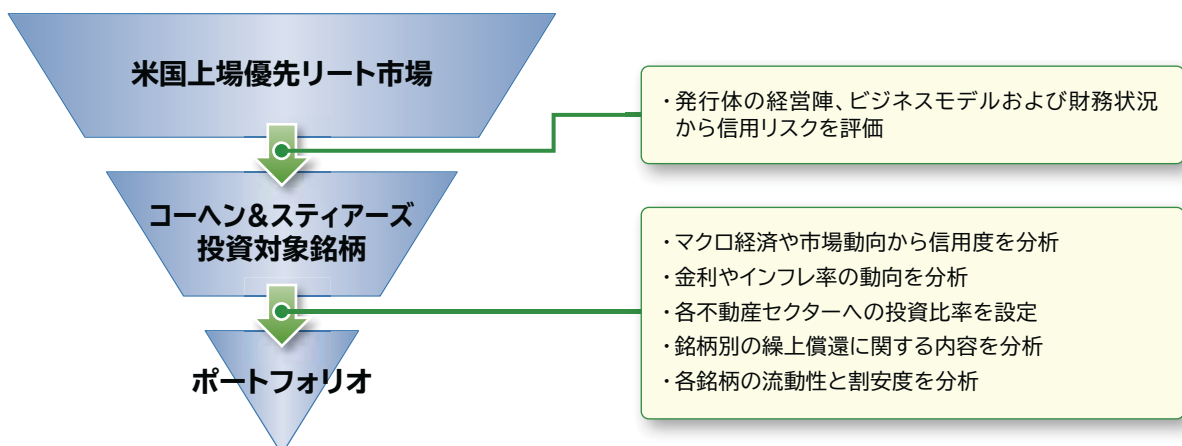 米国上場優先リート市場
・発行体の経営陣、ビジネスモデルおよび財務状況
から信用リスクを評価
コーヘン&スティアーズ
投資対象銘柄
・マクロ経済や市場動向から信用度を分析
・金利やインフレ率の動向を分析
・各不動産セクターへの投資比率を設定
・銘柄別の繰上償還に関する内容を分析
・各銘柄の流動性と割安度を分析
ポートフォリオ